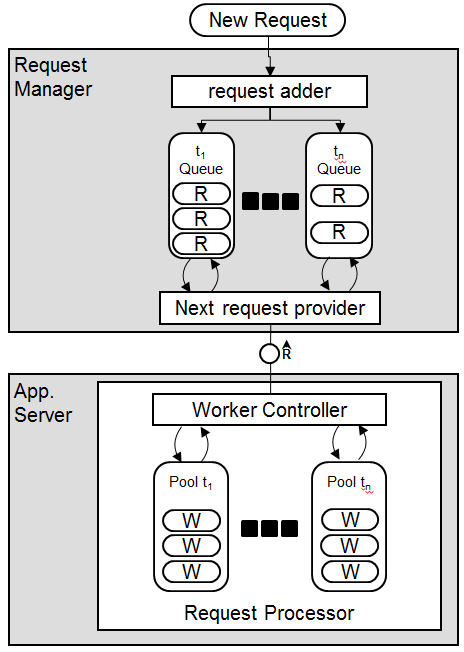 New Request
Request
Manager
request adder
t1
Queue
R
R
R
tn
Queue
R
R
Next request provider
R
App.
Server
Worker Controller
Pool t1
W
W
W
Pool tn
W
W
W
Request Processor